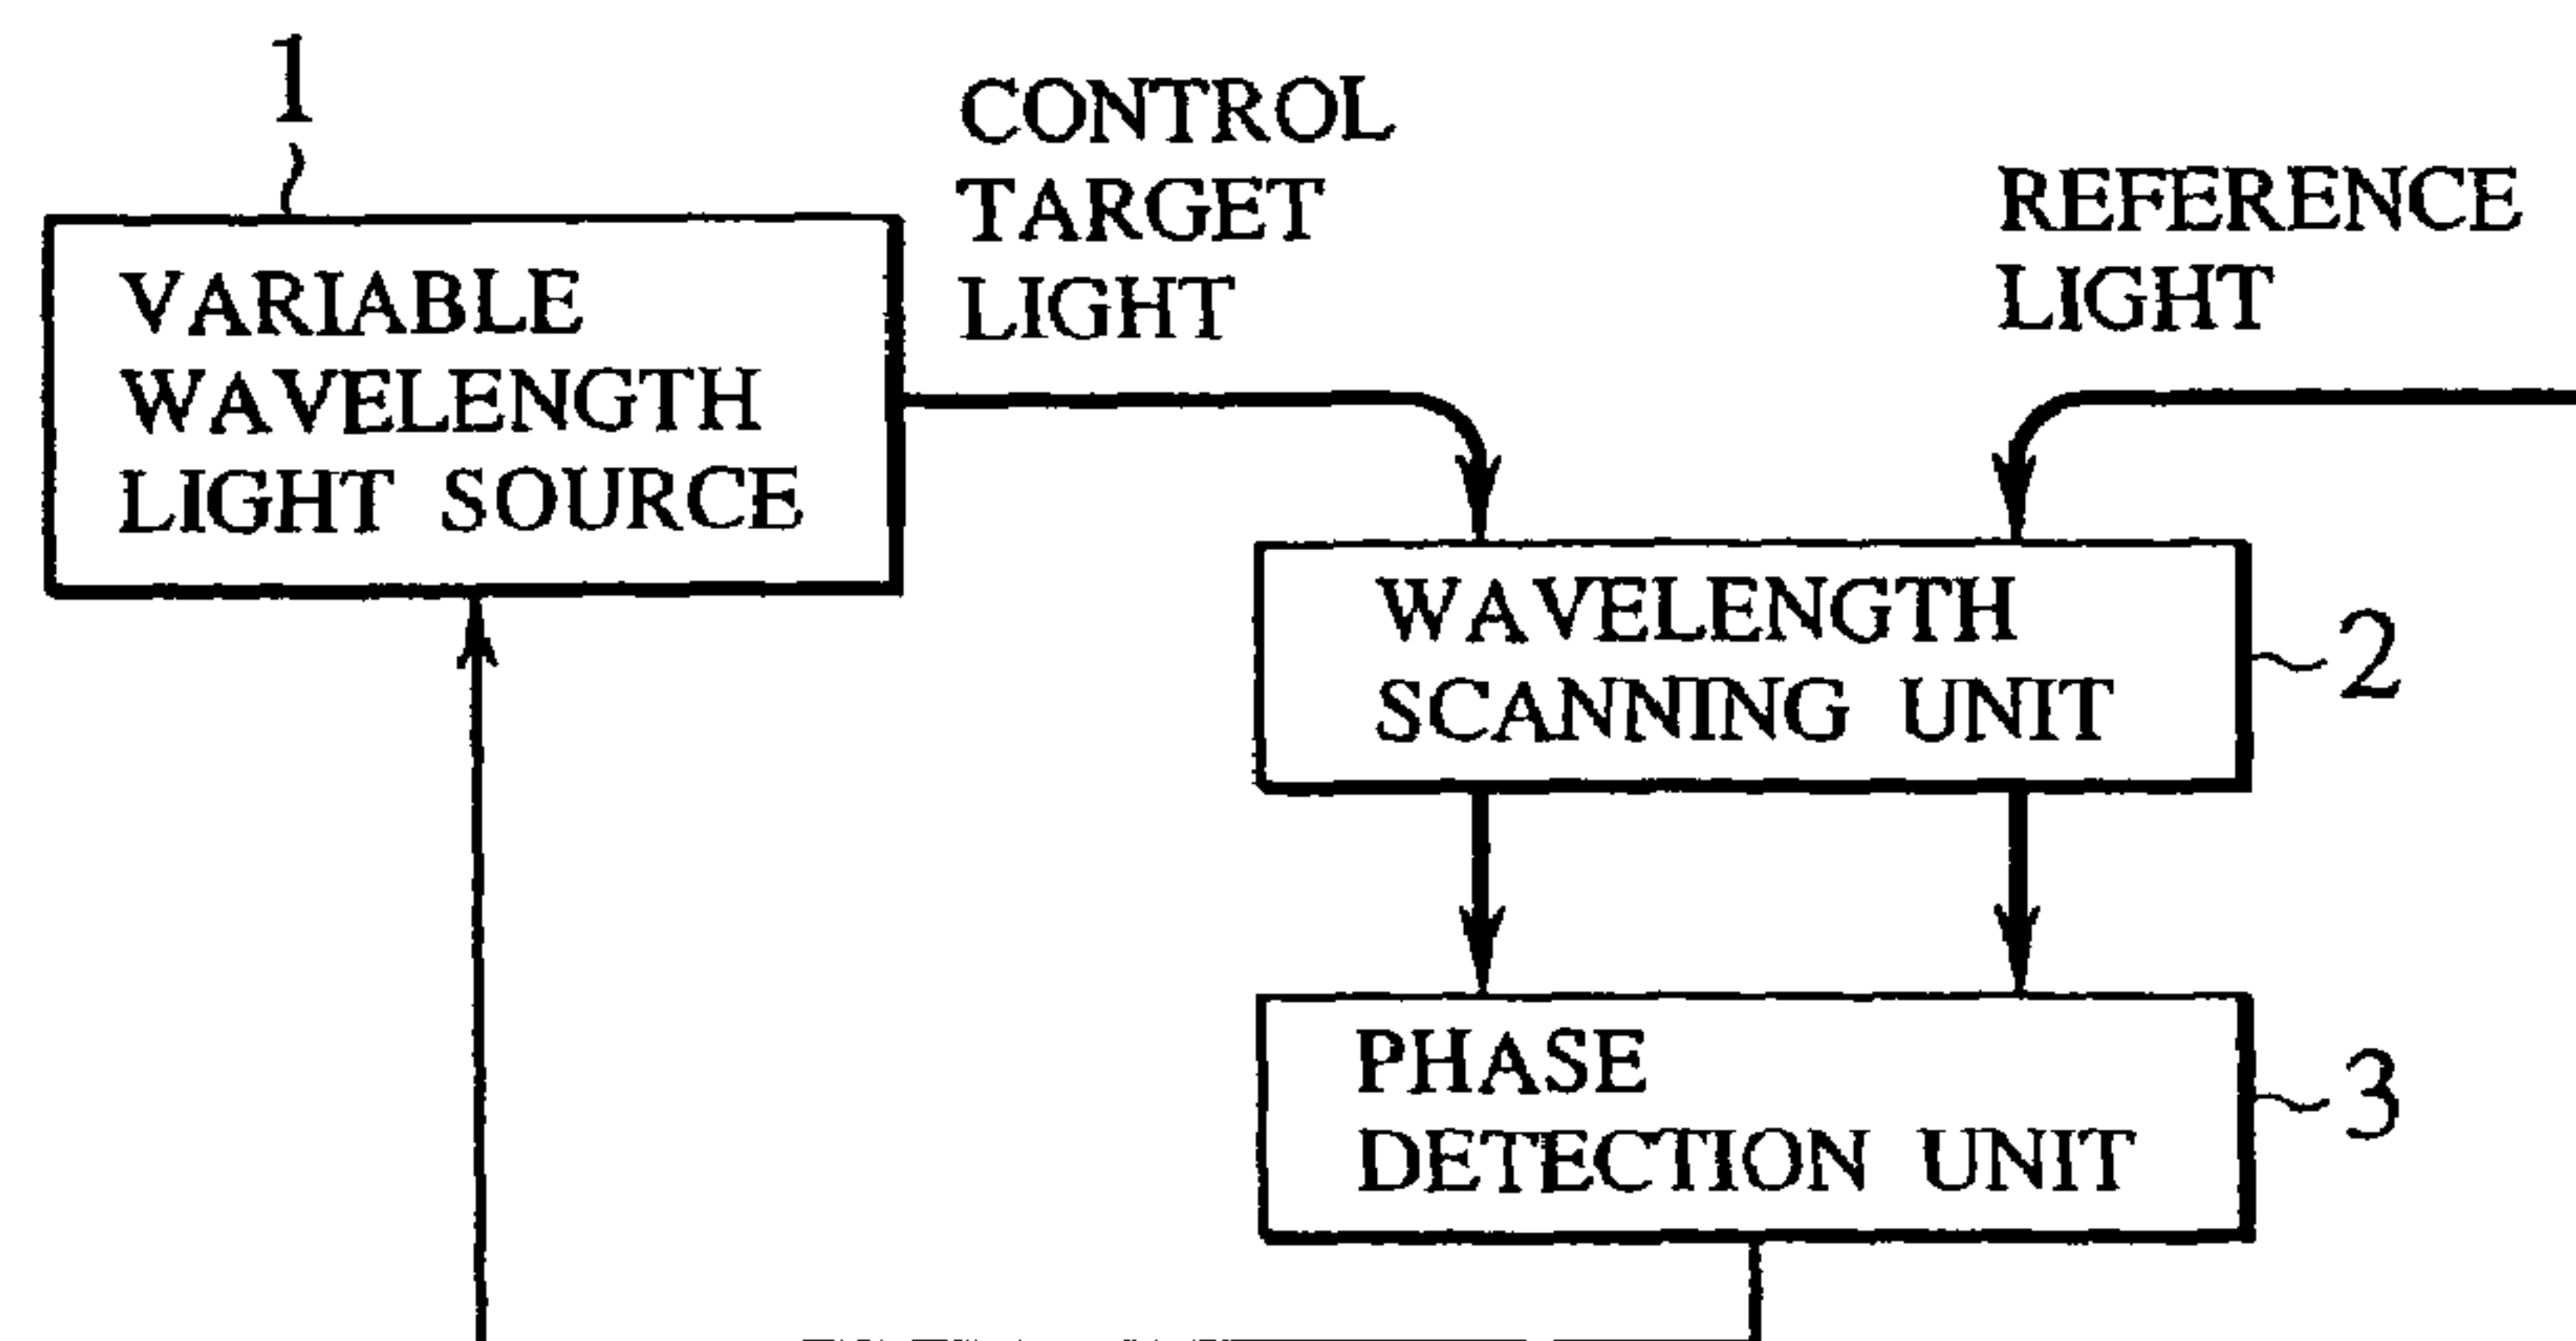 1
CONTROL
TARGET
LIGHT
REFERENCE
LIGHT
VARIABLE
WAVELENGTH
LIGHT SOURCE
WAVELENGTH
SCANNING UNIT
2
PHASE
DETECTION UNIT
3